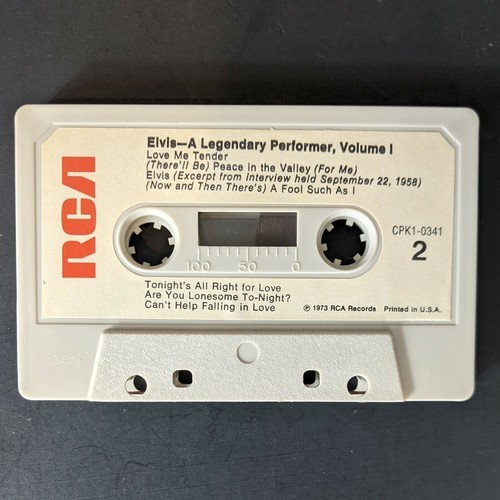 Elvis—A Legendary Performer, Volume I
Love Me Tender
(There'll Be) Peace in the Valley (For Me)
Elvis (Excerpt from interview held September 22, 1958)
(Now and Then There's) A Fool Such As I
RCA
CPK1-0341
2
100 50 0
Tonight's All Right for Love
Are You Lonesome To-Night?
Can't Help Falling in Love
℗ 1973 RCA Records Printed in U.S.A.